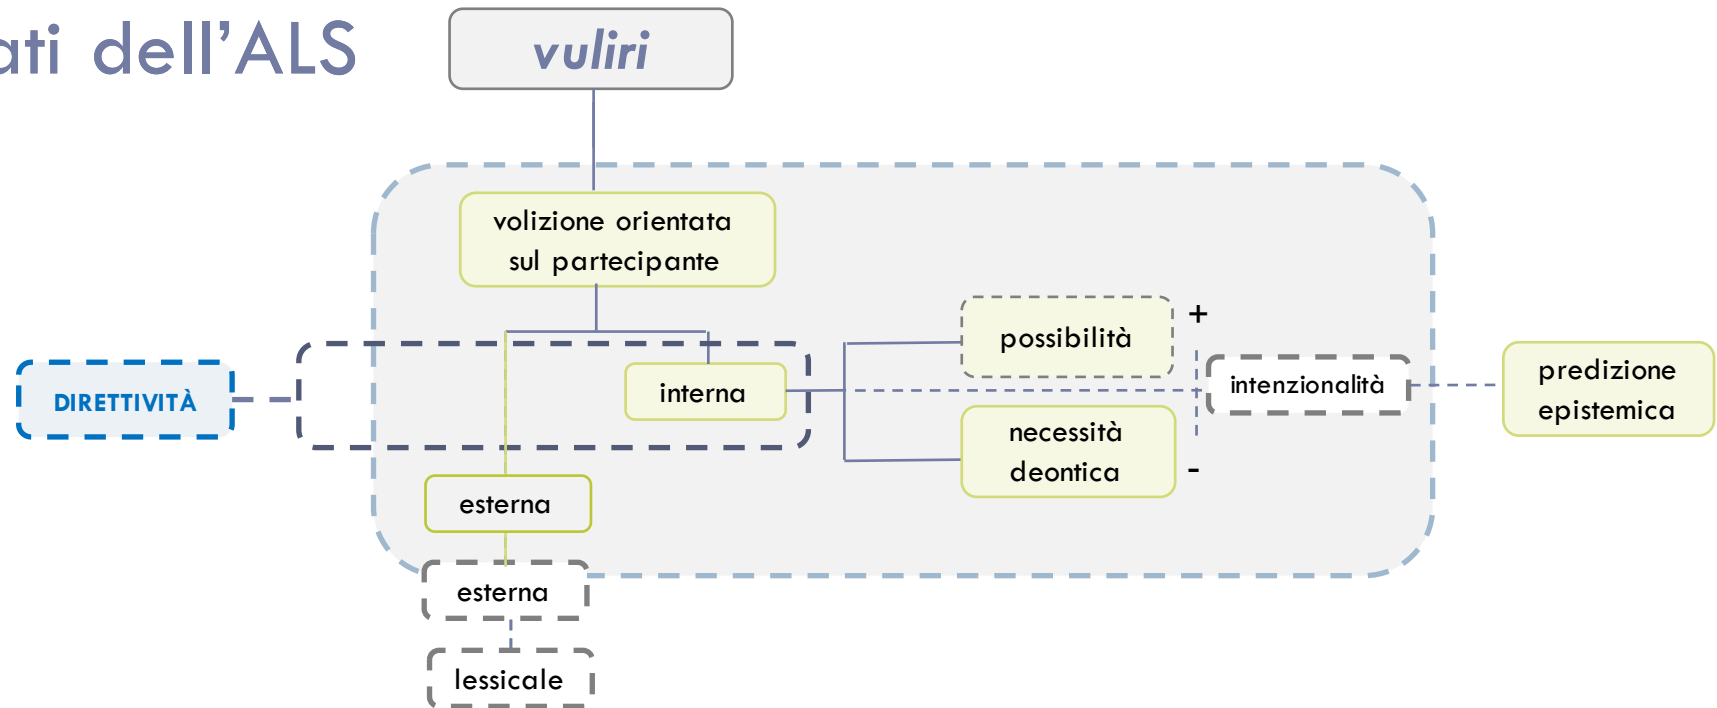 ati dell'ALS
vuliri
volizione orientata
sul partecipante
possibilità
+
DIRETTIVITÀ
interna
intenzionalità
predizione
epistemica
necessità
deontica
-
esterna
esterna
lessicale